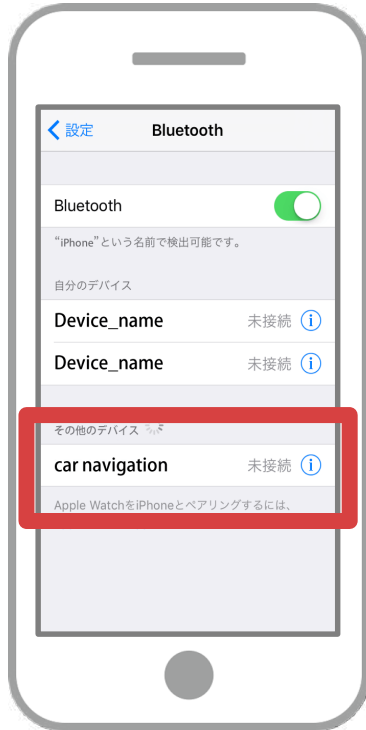 設定 Bluetooth
Bluetooth
“iPhone”という名前で検出可能です。
自分のデバイス
Device_name 未接続 i
Device_name 未接続 i
その他のデバイス
car navigation 未接続 i
Apple WatchをiPhoneとペアリングするには、